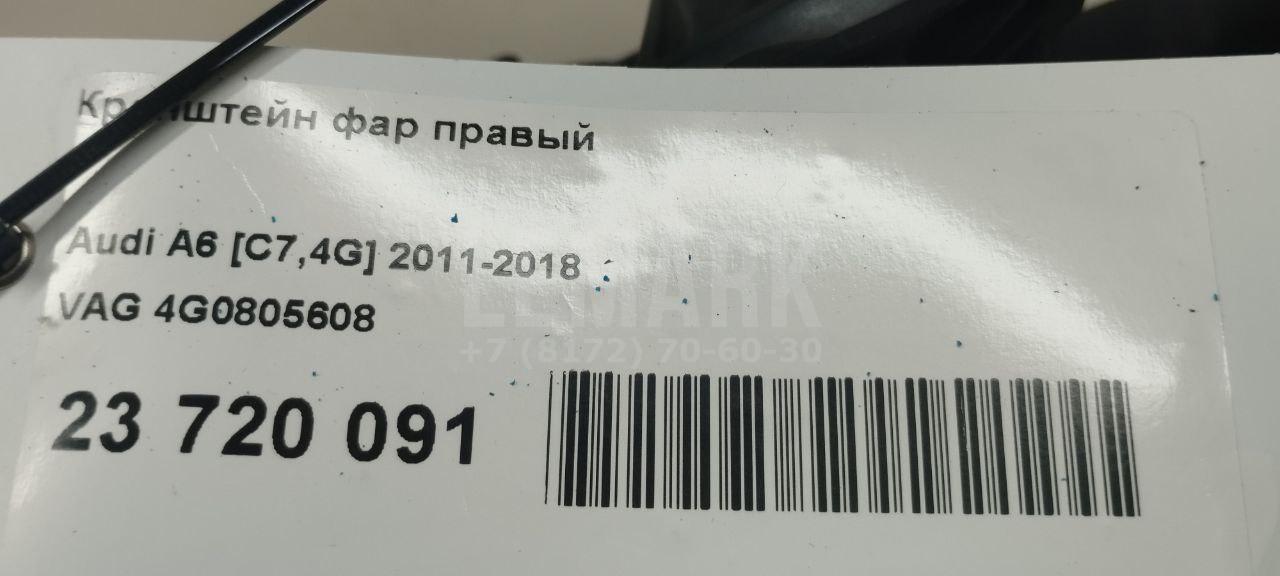 Кронштейн фар правый
Audi A6 [C7,4G] 2011-2018
VAG 4G0805608
LEMARK
+7 (8172) 70-60-30
23 720 091